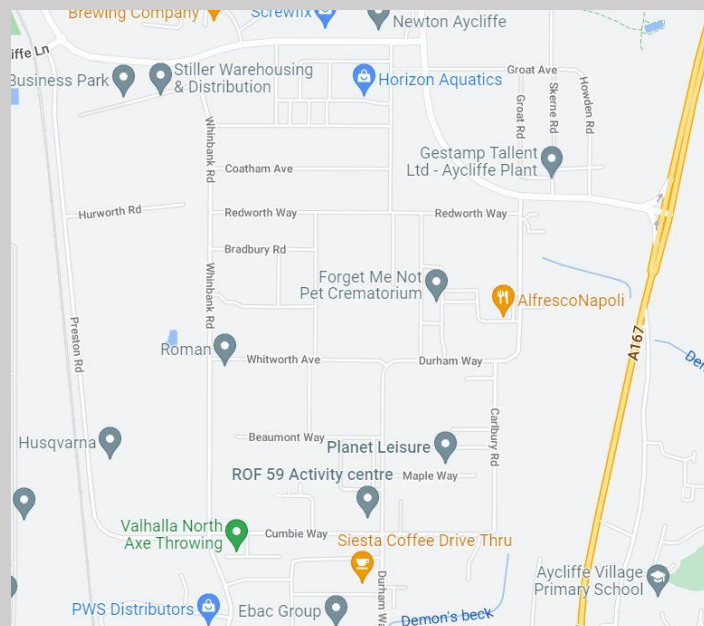 Brewing Company
Screwfix
Newton Aycliffe
iffe Ln
Business Park
Stiller Warehousing
& Distribution
Horizon Aquatics
Groat Ave
Groat Rd
Skerne Rd
Howden Rd
Whinbank Rd
Gestamp Tallent
Ltd - Aycliffe Plant
Coatham Ave
Hurworth Rd
Redworth Way
Redworth Way
Bradbury Rd
Whinbank Rd
Forget Me Not
Pet Crematorium
AlfrescoNapoli
Preston Rd
A167
Roman
Whitworth Ave
Durham Way
Den
Carlbury Rd
Husqvarna
Beaumont Way
Planet Leisure
ROF 59 Activity centre
Maple Way
Valhalla North
Axe Throwing
Cumbie Way
Siesta Coffee Drive Thru
Durham Wa
Aycliffe Village
Primary School
PWS Distributors
Ebac Group
Demon's beck